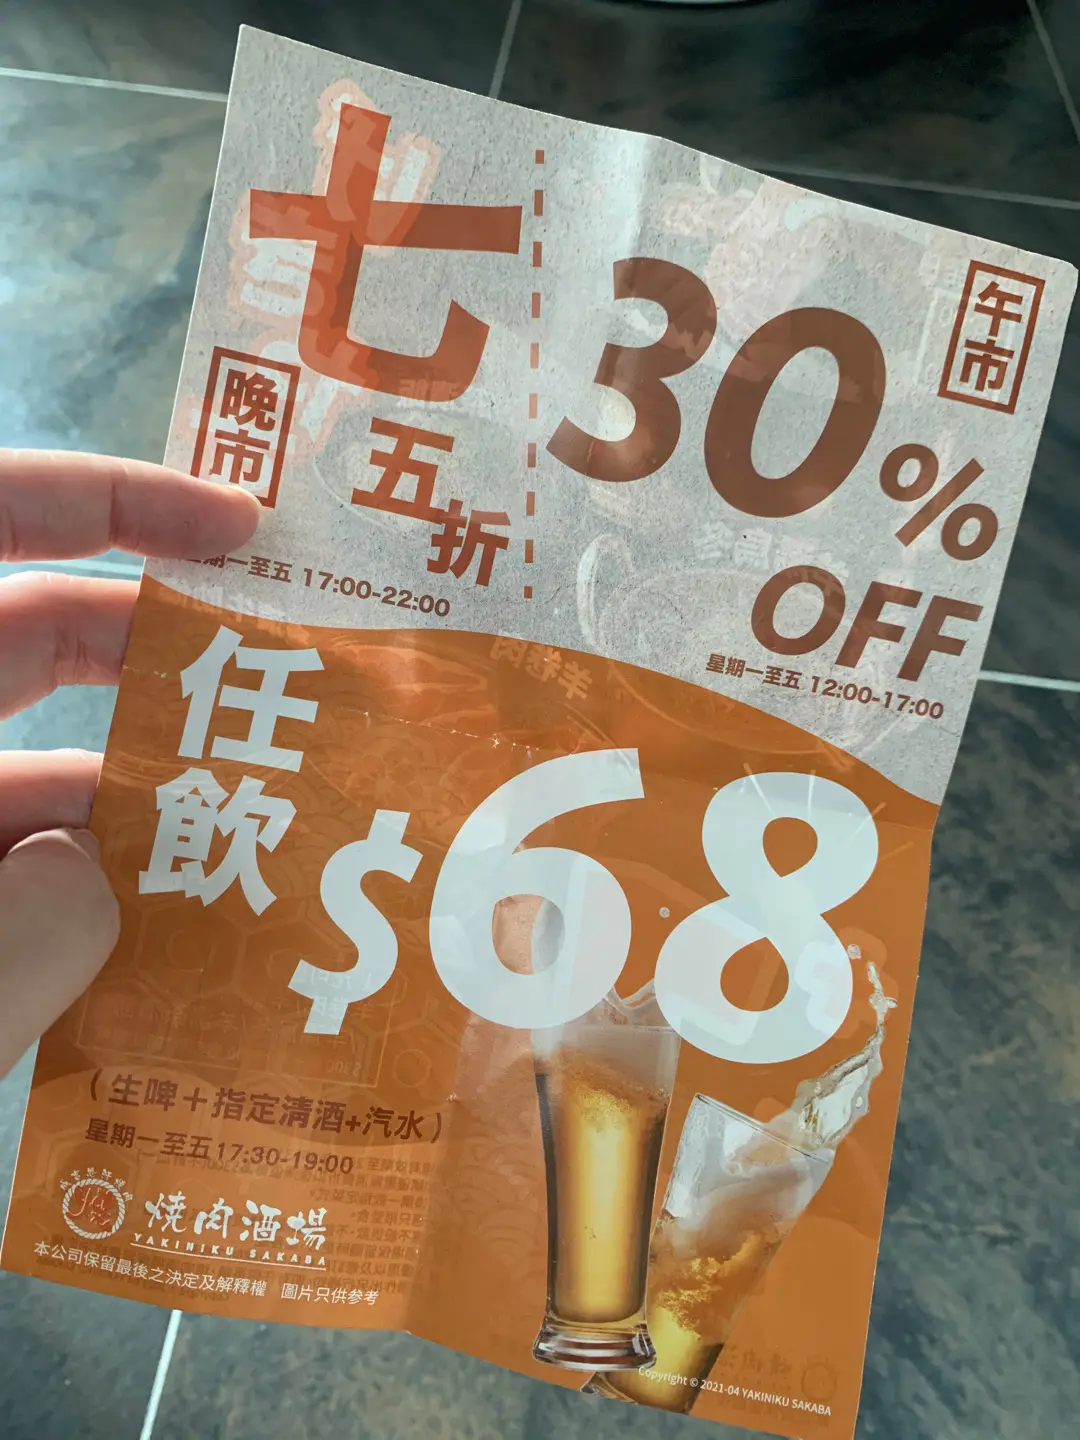 七
五
折
晚市
星期一至五 17:00-22:00
午市
30%
OFF
星期一至五 12:00-17:00
任飲
$68
(生啤＋指定清酒+汽水)
星期一至五17:30-19:00
燒肉酒場
YAKINIKU SAKABA
本公司保留最後之決定及解釋權 圖片只供參考
Copyright © 2021-04 YAKINIKU SAKABA